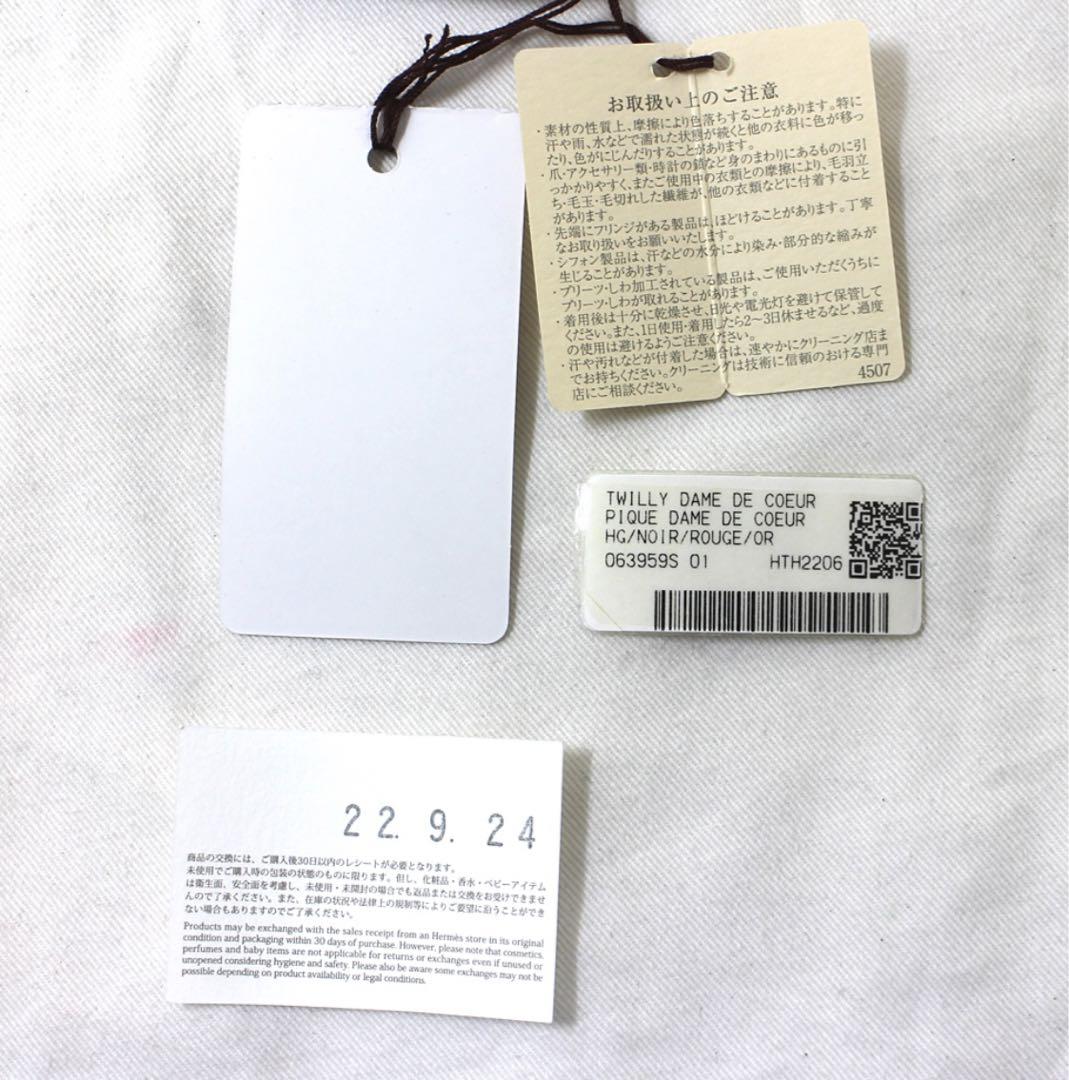 お取扱い上のご注意
・素材の性質上、摩擦により色落ちすることがあります。特に
汗や雨、水などで濡れた状態が続くと他の衣料に色が移っ
たり、色がにじんだりすることがあります。
・爪・アクセサリー類・時計の鎖など身のまわりにあるものに引
っかかりやすく、またご使用中の衣類との摩擦により、毛羽立
ち・毛玉・毛切れした繊維が、他の衣類などに付着すること
があります。
・先端にフリンジがある製品は、ほどけることがあります。丁寧
なお取り扱いをお願いいたします。
・シフォン製品は、汗などの水分により染み・部分的な縮みが
生じることがあります。
・プリーツ・しわ加工されている製品は、ご使用いただくうちに
プリーツ・しわが取れることがあります。
・着用後は十分に乾燥させ、日光や電光灯を避けて保管して
ください。また、1日使用・着用したら2～3日休ませるなど、過度
の使用は避けるようご注意ください。
・汗や汚れなどが付着した場合は、速やかにクリーニング店ま
でお持ちください。クリーニングは技術に信頼のおける専門
店にご相談ください。
4507
TWILLY DAME DE COEUR
PIQUE DAME DE COEUR
HG/NOIR/ROUGE/OR
063959S 01 HTH2206
22. 9. 24
商品の交換には、ご購入後30日以内のレシートが必要となります。
未使用でご購入時の包装の状態のものに限ります。但し、化粧品・香水・ベビーアイテム
は衛生面、安全面を考慮し、未使用・未開封の場合でも返品または交換をお受けできませ
んので了承ください。また、在庫の状況や法律上の規制等によりご要望に沿うことができ
ない場合もありますのでご了承ください。
Products may be exchanged with the sales receipt from an Hermès store in its original
condition and packaging within 30 days of purchase. However, please note that cosmetics,
perfumes and baby items are not applicable for returns or exchanges even if unused or
unopened considering hygiene and safety. Please also be aware some exchanges may not be
possible depending on product availability or legal conditions.